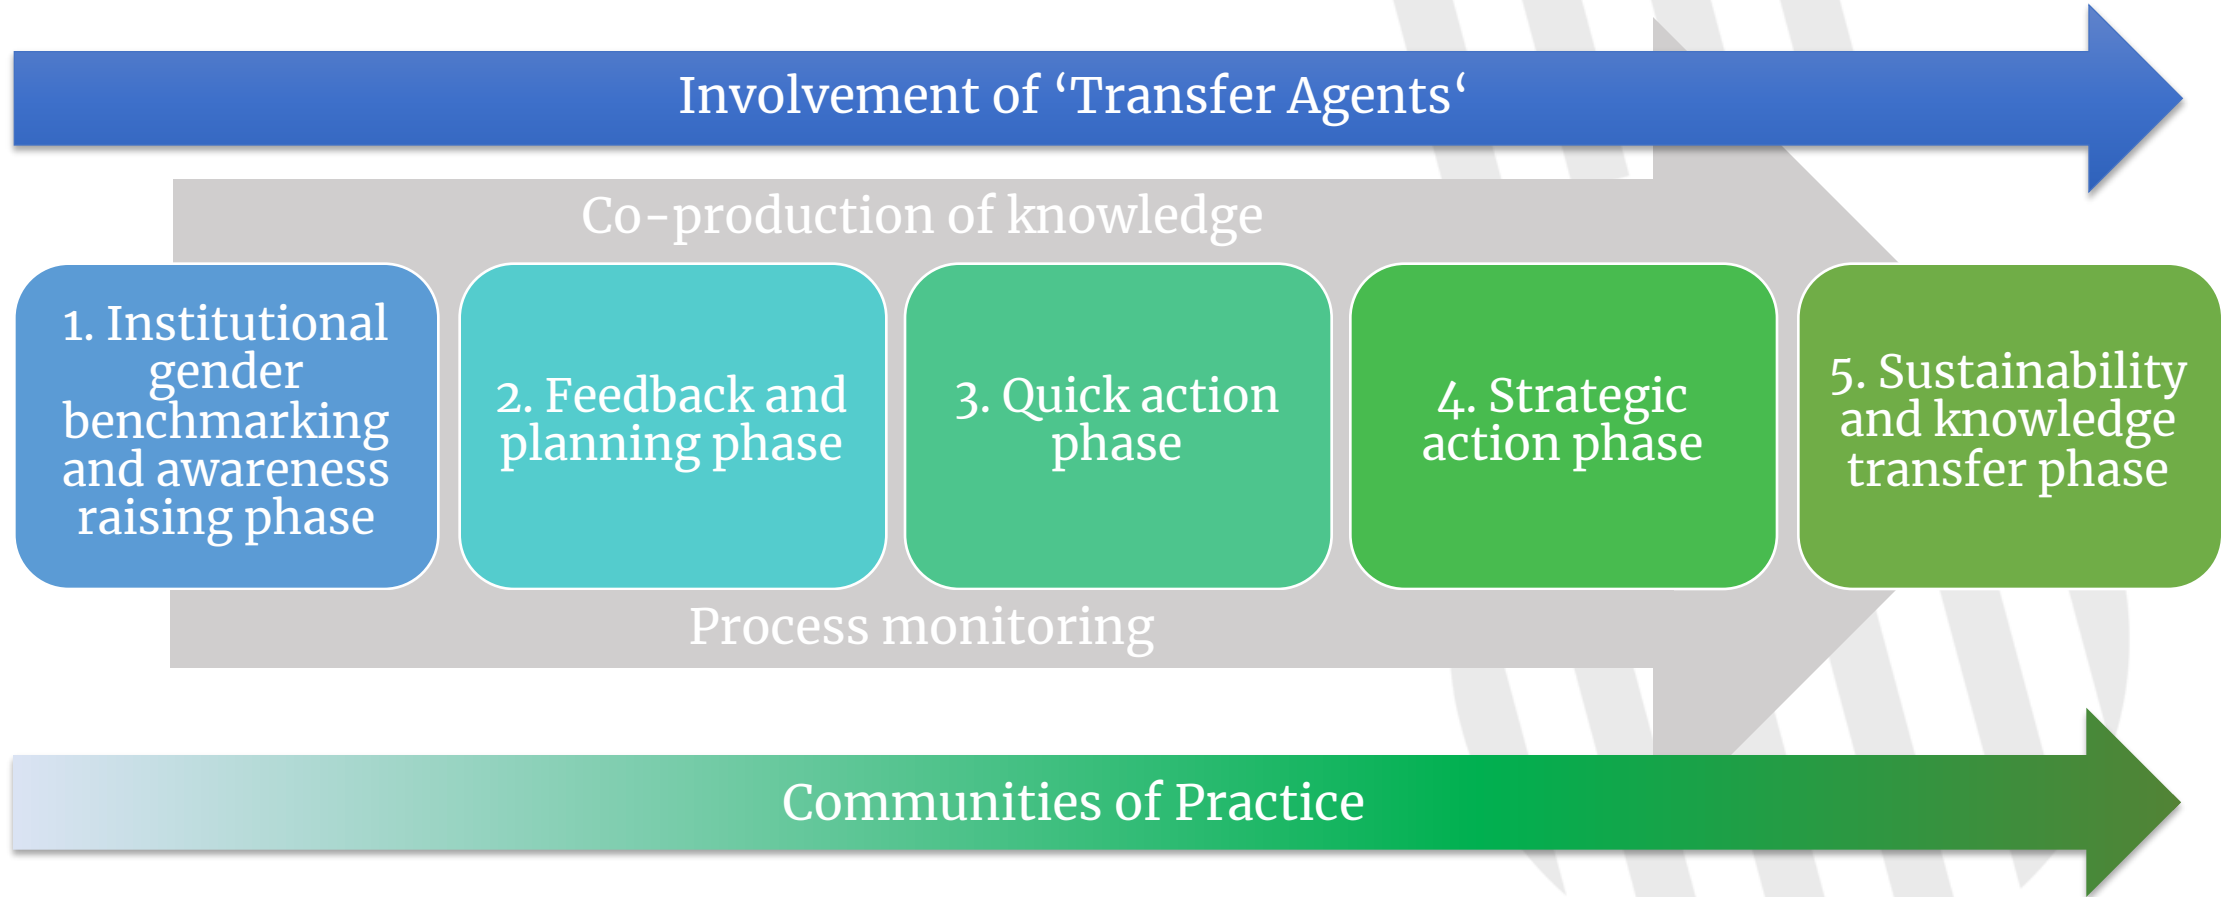 Involvement of ‘Transfer Agents‘
Co-production of knowledge
1. Institutional
gender
benchmarking
and awareness
raising phase
2. Feedback and
planning phase
3. Quick action
phase
4. Strategic
action phase
5. Sustainability
and knowledge
transfer phase
Process monitoring
Communities of Practice